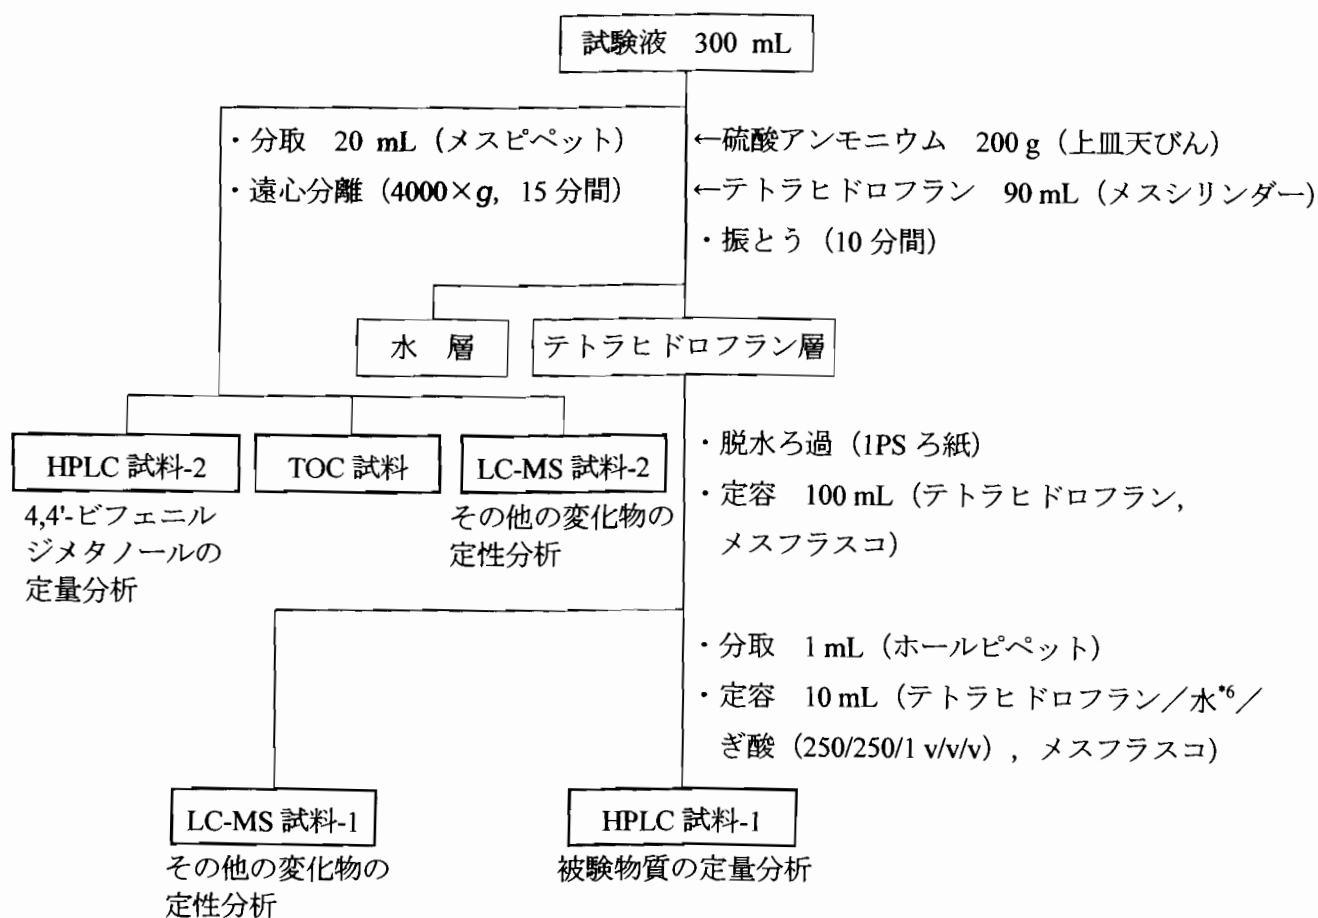 試験液 300 mL
・分取 20 mL（メスピペット）
・遠心分離（4000×g, 15 分間）
←硫酸アンモニウム 200 g（上皿天びん）
←テトラヒドロフラン 90 mL（メスシリンダー）
・振とう（10 分間）
水 層
テトラヒドロフラン層
HPLC 試料-2
TOC 試料
LC-MS 試料-2
4,4'-ビフェニル
ジメタノールの
定量分析
その他の変化物の
定性分析
・脱水ろ過（1PS ろ紙）
・定容 100 mL（テトラヒドロフラン,
メスフラスコ）
・分取 1 mL（ホールピペット）
・定容 10 mL（テトラヒドロフラン／水*6／
ぎ酸（250/250/1 v/v/v）, メスフラスコ）
LC-MS 試料-1
その他の変化物の
定性分析
HPLC 試料-1
被験物質の定量分析